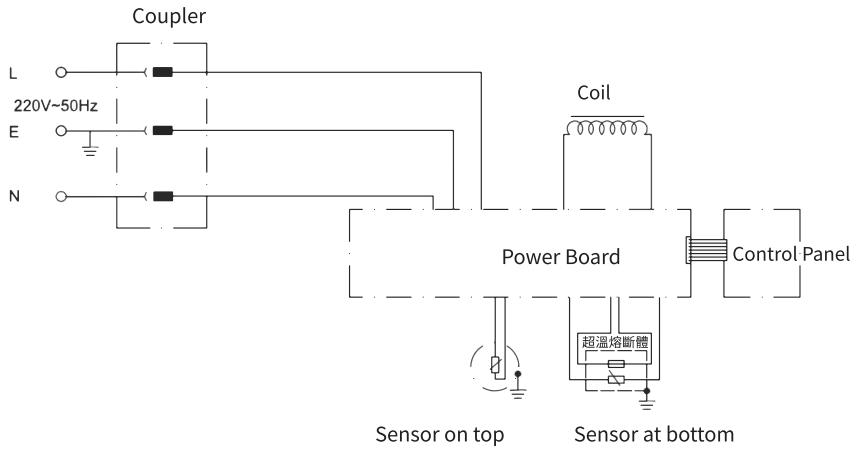 Coupler
L
220V~50Hz
E
N
Coil
Power Board
Control Panel
超溫熔斷體
Sensor on top
Sensor at bottom